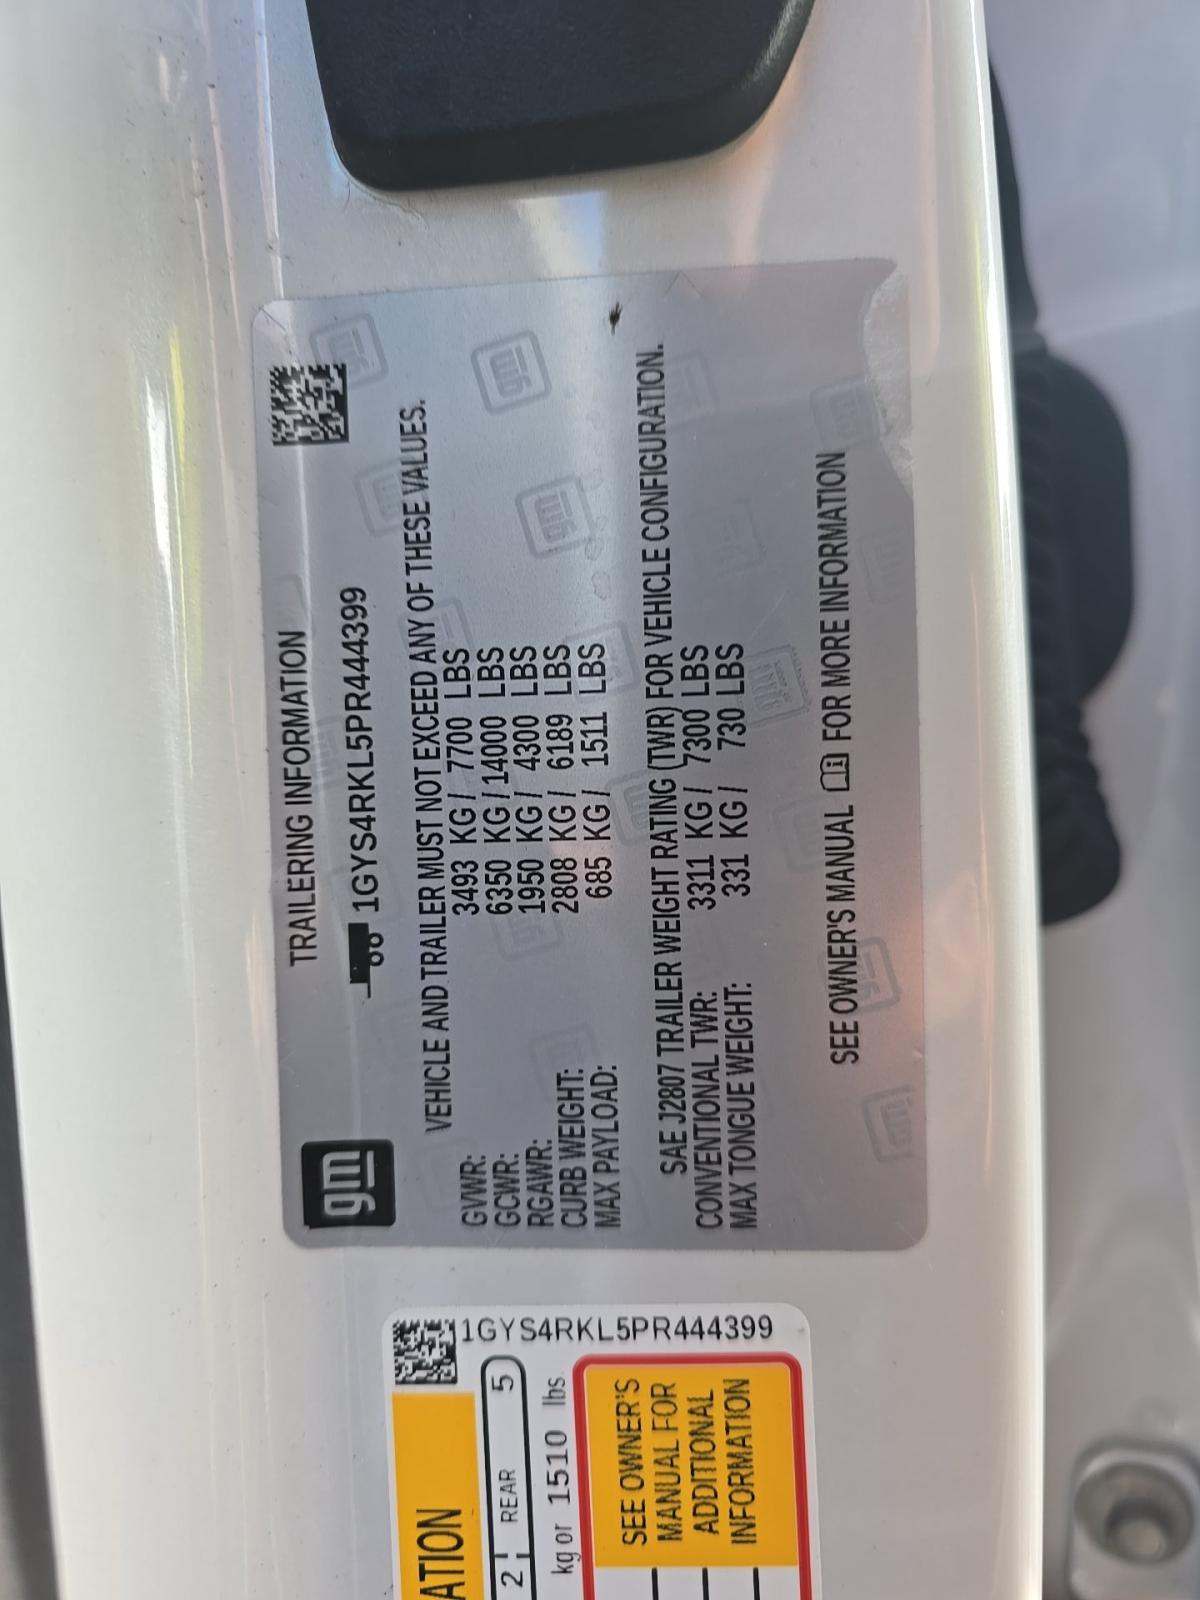 gm
TRAILERING INFORMATION
1GYS4RKL5PR444399
VEHICLE AND TRAILER MUST NOT EXCEED ANY OF THESE VALUES.
GVWR: 3493 KG / 7700 LBS
GCWR: 6350 KG / 14000 LBS
RGAWR: 1950 KG / 4300 LBS
CURB WEIGHT: 2808 KG / 6189 LBS
MAX PAYLOAD: 685 KG / 1511 LBS
SAE J2807 TRAILER WEIGHT RATING (TWR) FOR VEHICLE CONFIGURATION.
CONVENTIONAL TWR: 3311 KG / 7300 LBS
MAX TONGUE WEIGHT: 331 KG / 730 LBS
SEE OWNER'S MANUAL FOR MORE INFORMATION
ATION
1GYS4RKL5PR444399
2 REAR 5
kg or 1510 lbs.
SEE OWNER'S
MANUAL FOR
ADDITIONAL
INFORMATION